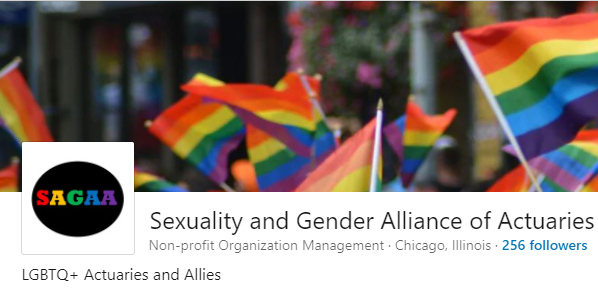 SAGAA
Sexuality and Gender Alliance of Actuaries
Non-profit Organization Management · Chicago, Illinois · 256 followers
LGBTQ+ Actuaries and Allies